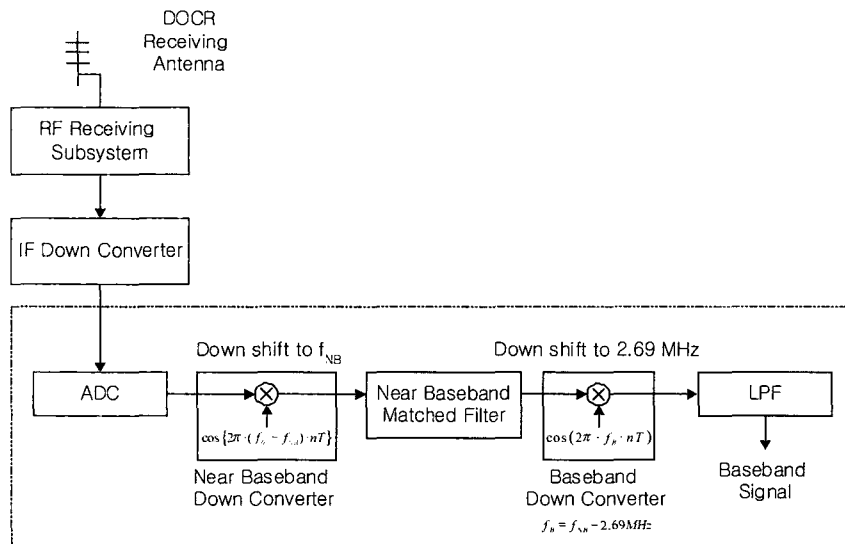 DOCR
Receiving
Antenna
RF Receiving
Subsystem
IF Down Converter
Down shift to f_NB
Down shift to 2.69 MHz
ADC
Near Baseband
Matched Filter
LPF
cos(2π · f_B · nT)
Near Baseband
Down Converter
Baseband
Down Converter
f_B = f_NB - 2.69MHz
Baseband
Signal